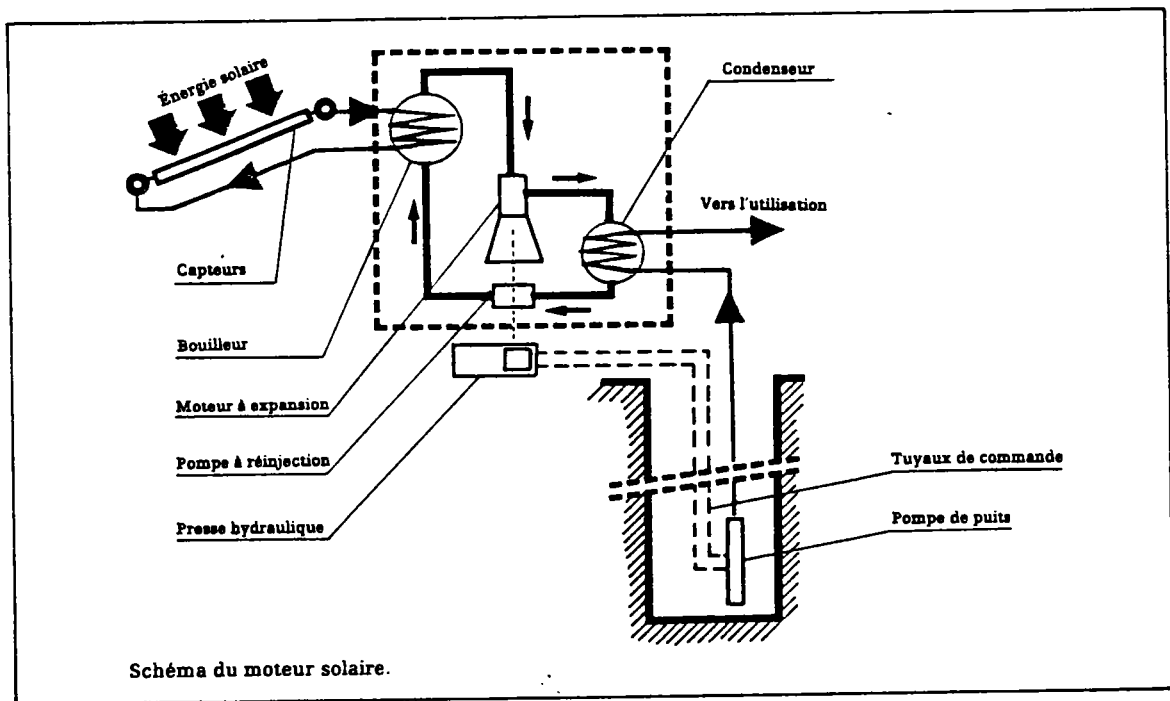 Énergie solaire
Condenseur
Vers l'utilisation
Capteurs
Bouilleur
Moteur à expansion
Pompe à réinjection
Tuyaux de commande
Presse hydraulique
Pompe de puits
Schéma du moteur solaire.